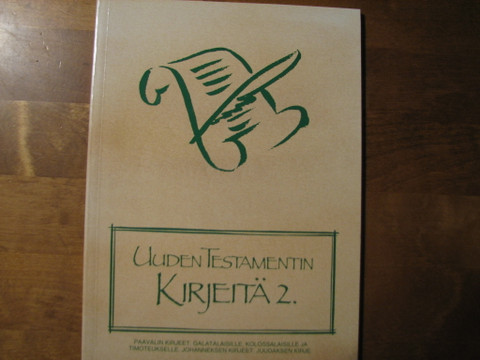 UUDEN TESTAMENTIN
KIRJEITÄ 2.
PAAVALIN KIRJEET GALATALAISILLE KOLOSSALAISILLE JA
TIMOTEUKSELLE JOHANNEKSEN KIRJEET JUUDAKSEN KIRJE